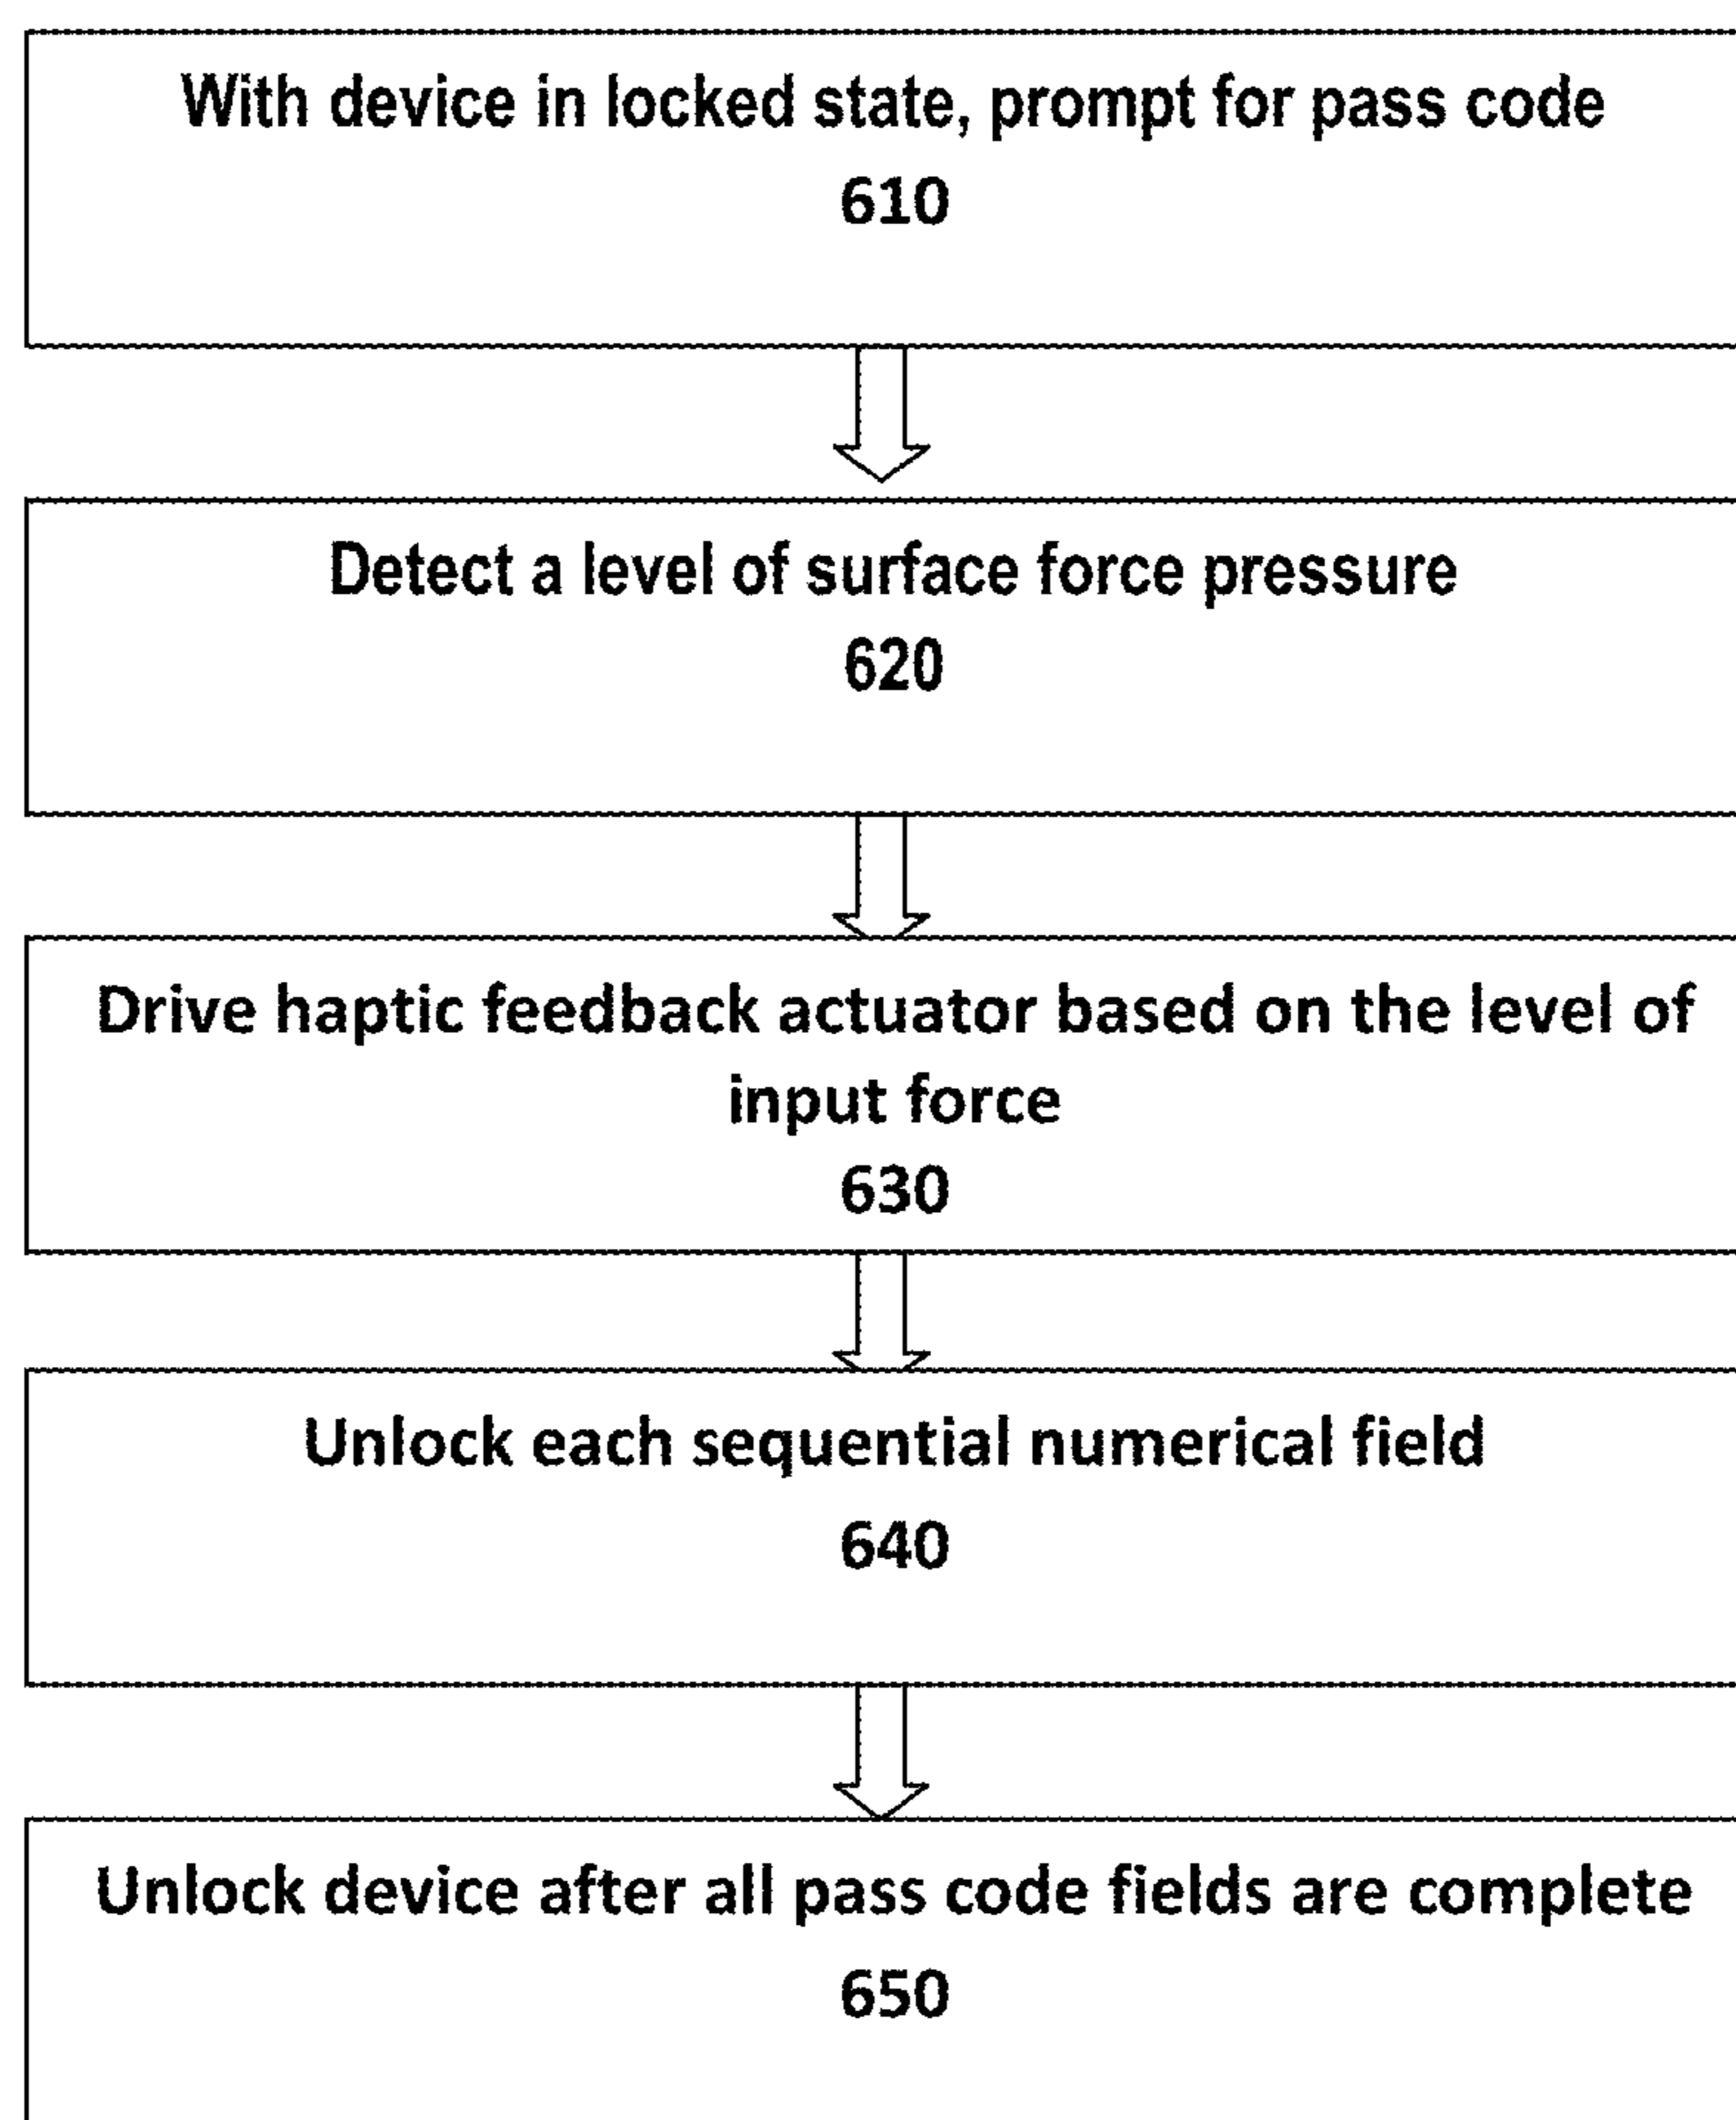 With device in locked state, prompt for pass code
610
Detect a level of surface force pressure
620
Drive haptic feedback actuator based on the level of
input force
630
Unlock each sequential numerical field
640
Unlock device after all pass code fields are complete
650